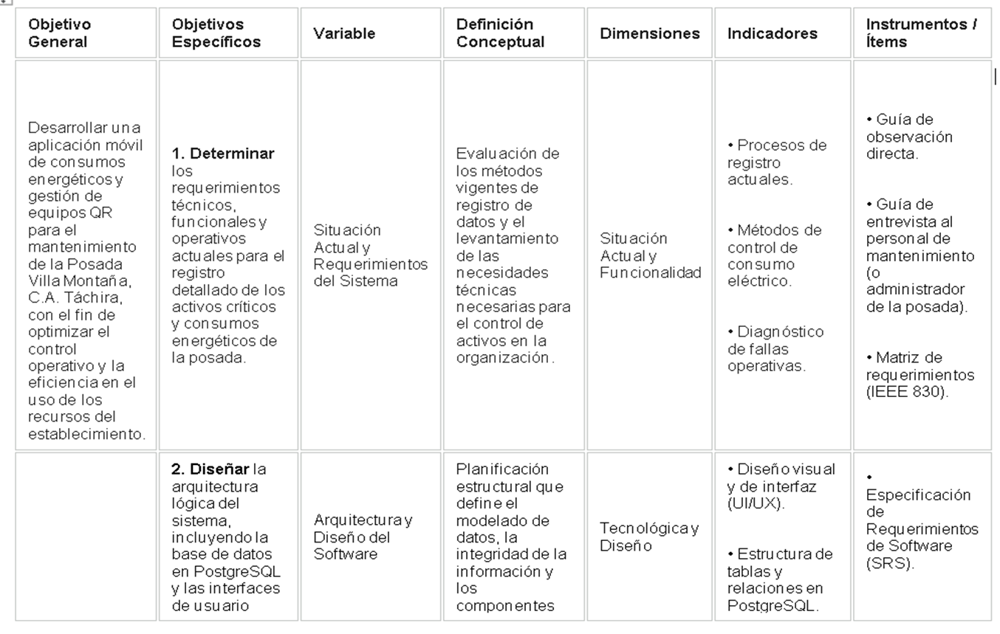 Objetivo
General
Objetivos
Específicos
Variable
Definición
Conceptual
Dimensiones
Indicadores
Instrumentos /
Ítems
Desarrollar una
aplicación móvil
de consumos
energéticos y
gestión de
equipos QR
para el
mantenimiento
de la Posada
Villa Montaña,
C.A. Táchira,
con el fin de
optimizar el
control
operativo y la
eficiencia en el
uso de los
recursos del
establecimiento.
1. Determinar
los
requerimientos
técnicos,
funcionales y
operativos
actuales para el
registro
detallado de los
activos críticos
y consumos
energéticos de
la posada.
Situación
Actual y
Requerimientos
del Sistema
Evaluación de
los métodos
vigentes de
registro de
datos y el
levantamiento
de las
necesidades
técnicas
necesarias para
el control de
activos en la
organización.
Situación
Actual y
Funcionalidad
• Procesos de
registro
actuales.
• Métodos de
control de
consumo
eléctrico.
• Diagnóstico
de fallas
operativas.
• Guía de
observación
directa.
• Guía de
entrevista al
personal de
mantenimiento
(o
administrador
de la posada).
• Matriz de
requerimientos
(IEEE 830).
2. Diseñar la
arquitectura
lógica del
sistema,
incluyendo la
base de datos
en PostgreSQL
y las interfaces
de usuario
Arquitectura y
Diseño del
Software
Planificación
estructural que
define el
modelado de
datos, la
integridad de la
información y
los
componentes
Tecnológica y
Diseño
• Diseño visual
y de interfaz
(UI/UX).
• Estructura de
tablas y
relaciones en
PostgreSQL.
•
Especificación
de
Requerimientos
de Software
(SRS).